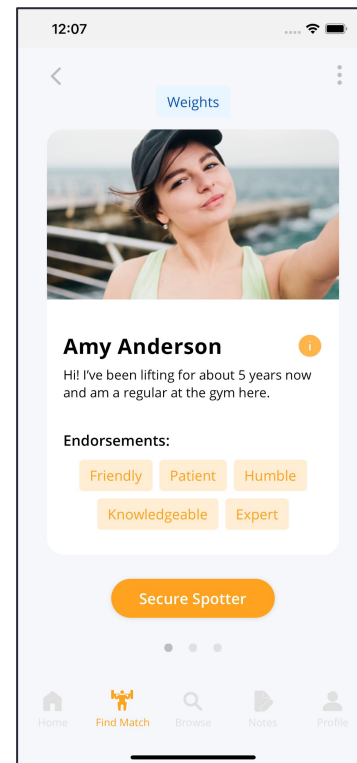 12:07
Weights
Amy Anderson
i
Hi! I've been lifting for about 5 years now
and am a regular at the gym here.
Endorsements:
Friendly Patient Humble
Knowledgeable Expert
Secure Spotter
Home Find Match Browse Notes Profile